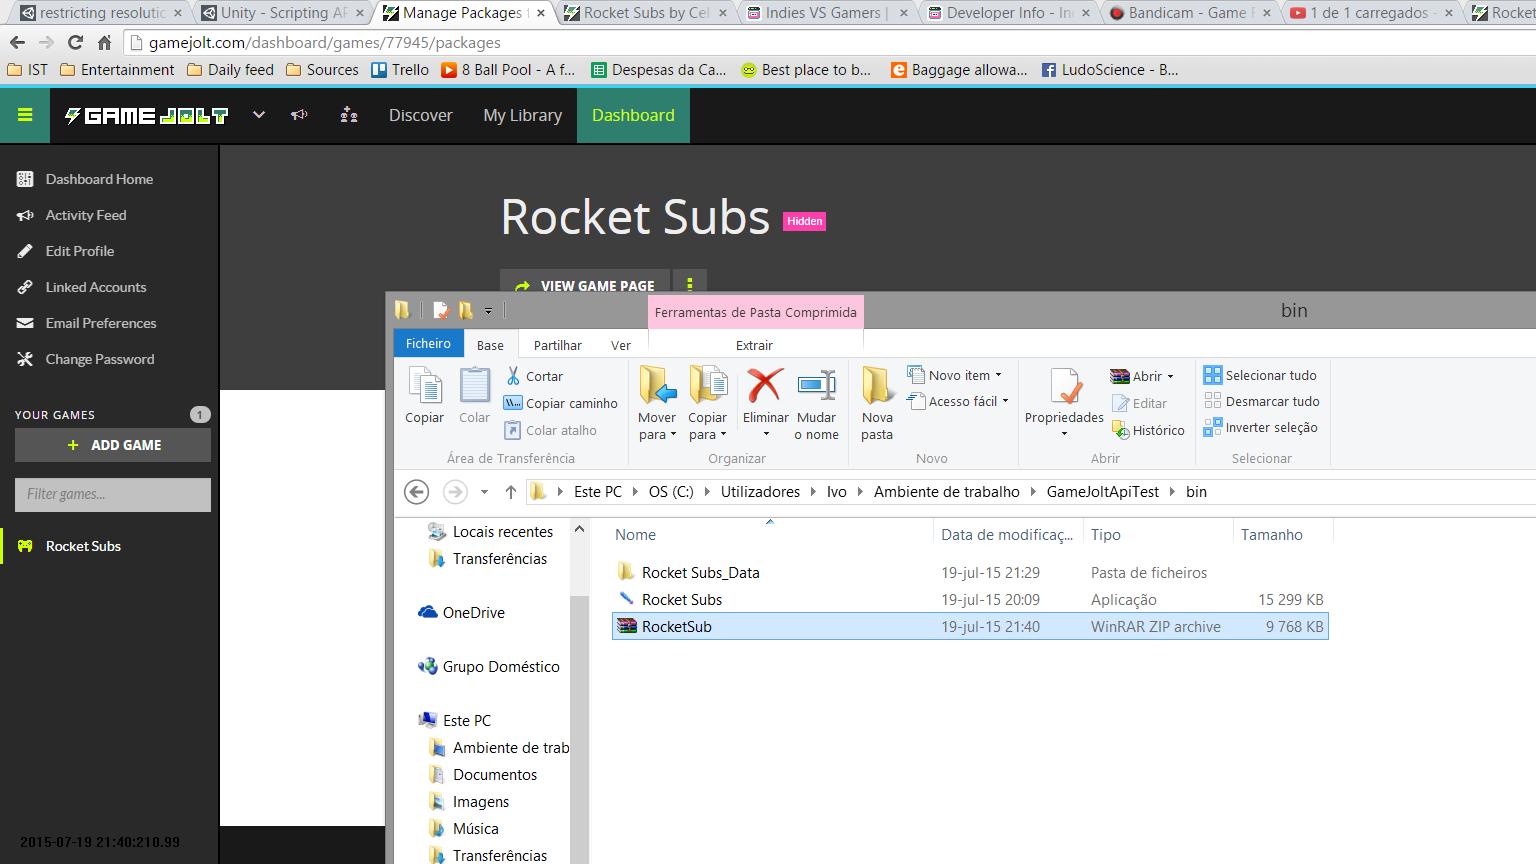 restricting resolutio
Unity - Scripting AP
Manage Packages f
Rocket Subs by Cel
Indies VS Gamers |
Developer Info - In
Bandicam - Game R
1 de 1 carregados -
Rocket
gamejolt.com/dashboard/games/77945/packages
IST
Entertainment
Daily feed
Sources
Trello
8 Ball Pool - A f...
Despesas da Ca...
Best place to b...
Baggage allowa...
LudoScience - B...
GAME JOLT
Discover
My Library
Dashboard
Dashboard Home
Activity Feed
Edit Profile
Linked Accounts
Email Preferences
Change Password
YOUR GAMES 1
+ ADD GAME
Filter games...
Rocket Subs
2015-07-19 21:40:210.99
Rocket Subs Hidden
VIEW GAME PAGE
Ferramentas de Pasta Comprimida
bin
Ficheiro
Base
Partilhar
Ver
Extrair
Copiar
Colar
Cortar
Copiar caminho
Colar atalho
Área de Transferência
Mover para
Copiar para
Eliminar
Mudar o nome
Organizar
Nova pasta
Novo item
Acesso fácil
Novo
Propriedades
Abrir
Editar
Histórico
Abrir
Selecionar tudo
Desmarcar tudo
Inverter seleção
Selecionar
Este PC
OS (C:)
Utilizadores
Ivo
Ambiente de trabalho
GameJoltApiTest
bin
Locais recentes
Transferências
OneDrive
Grupo Doméstico
Este PC
Ambiente de trab
Documentos
Imagens
Música
Transferências
Nome Data de modificaç... Tipo Tamanho
Rocket Subs_Data 19-jul-15 21:29 Pasta de ficheiros
Rocket Subs 19-jul-15 20:09 Aplicação 15 299 KB
RocketSub 19-jul-15 21:40 WinRAR ZIP archive 9 768 KB